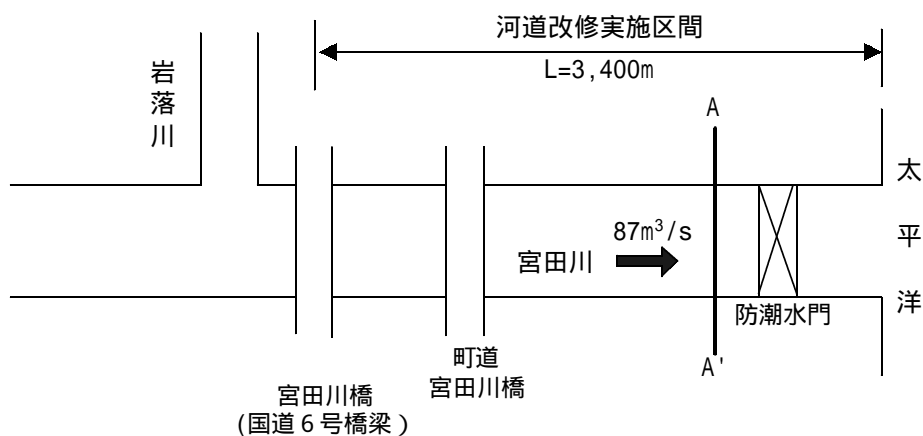 河道改修実施区間
L=3,400m
岩落川
A
太平洋
87m³/s
宮田川
防潮水門
A'
町道
宮田川橋
宮田川橋
(国道6号橋梁)